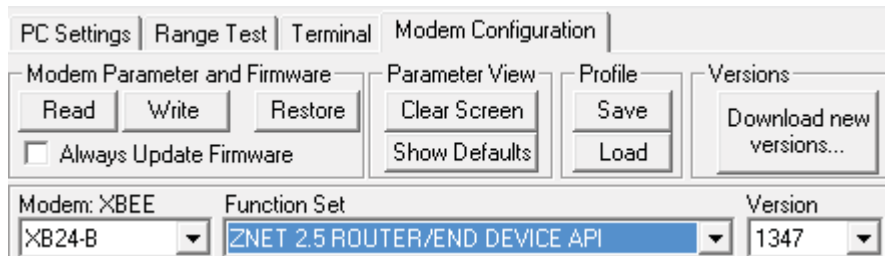 PC Settings Range Test Terminal Modem Configuration
Modem Parameter and Firmware Parameter View Profile Versions
Read Write Restore Clear Screen Save Download new versions...
Always Update Firmware Show Defaults Load
Modem: XBEE Function Set Version
XB24-B ZNET 2.5 ROUTER/END DEVICE API 1347